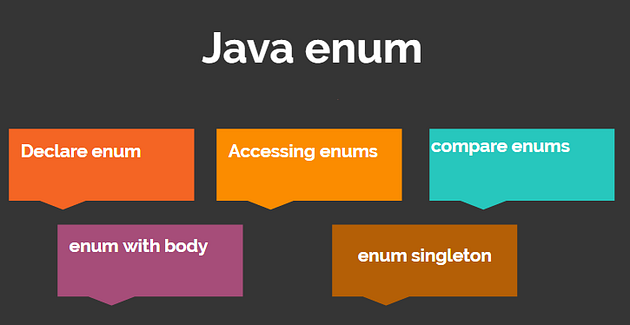 Java enum
Declare enum
Accessing enums
compare enums
enum with body
enum singleton